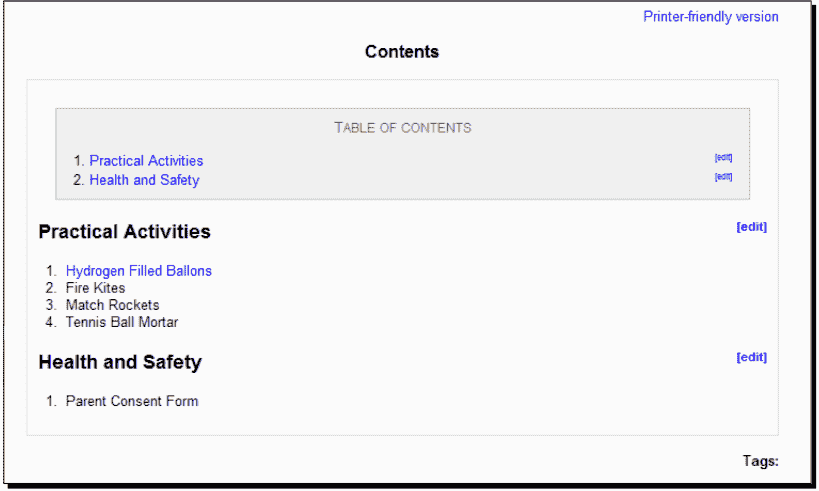 Printer-friendly version
Contents
TABLE OF CONTENTS
1. Practical Activities [edit]
2. Health and Safety [edit]
Practical Activities [edit]
1. Hydrogen Filled Ballons
2. Fire Kites
3. Match Rockets
4. Tennis Ball Mortar
Health and Safety [edit]
1. Parent Consent Form
Tags: